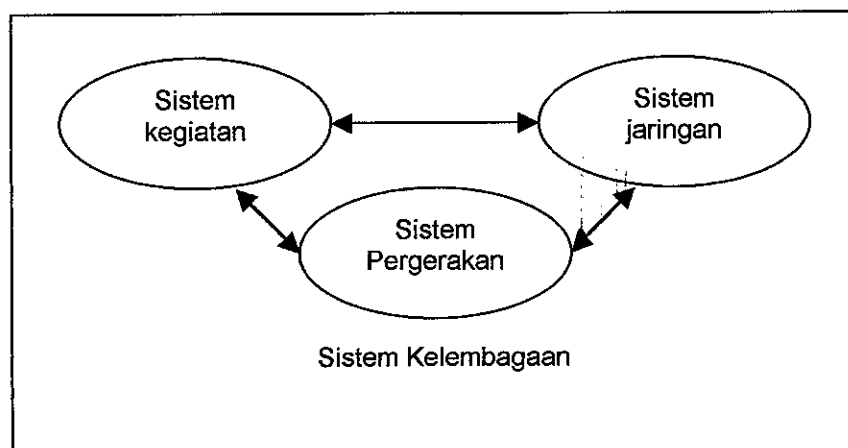 Sistem
kegiatan
Sistem
jaringan
Sistem
Pergerakan
Sistem Kelembagaan